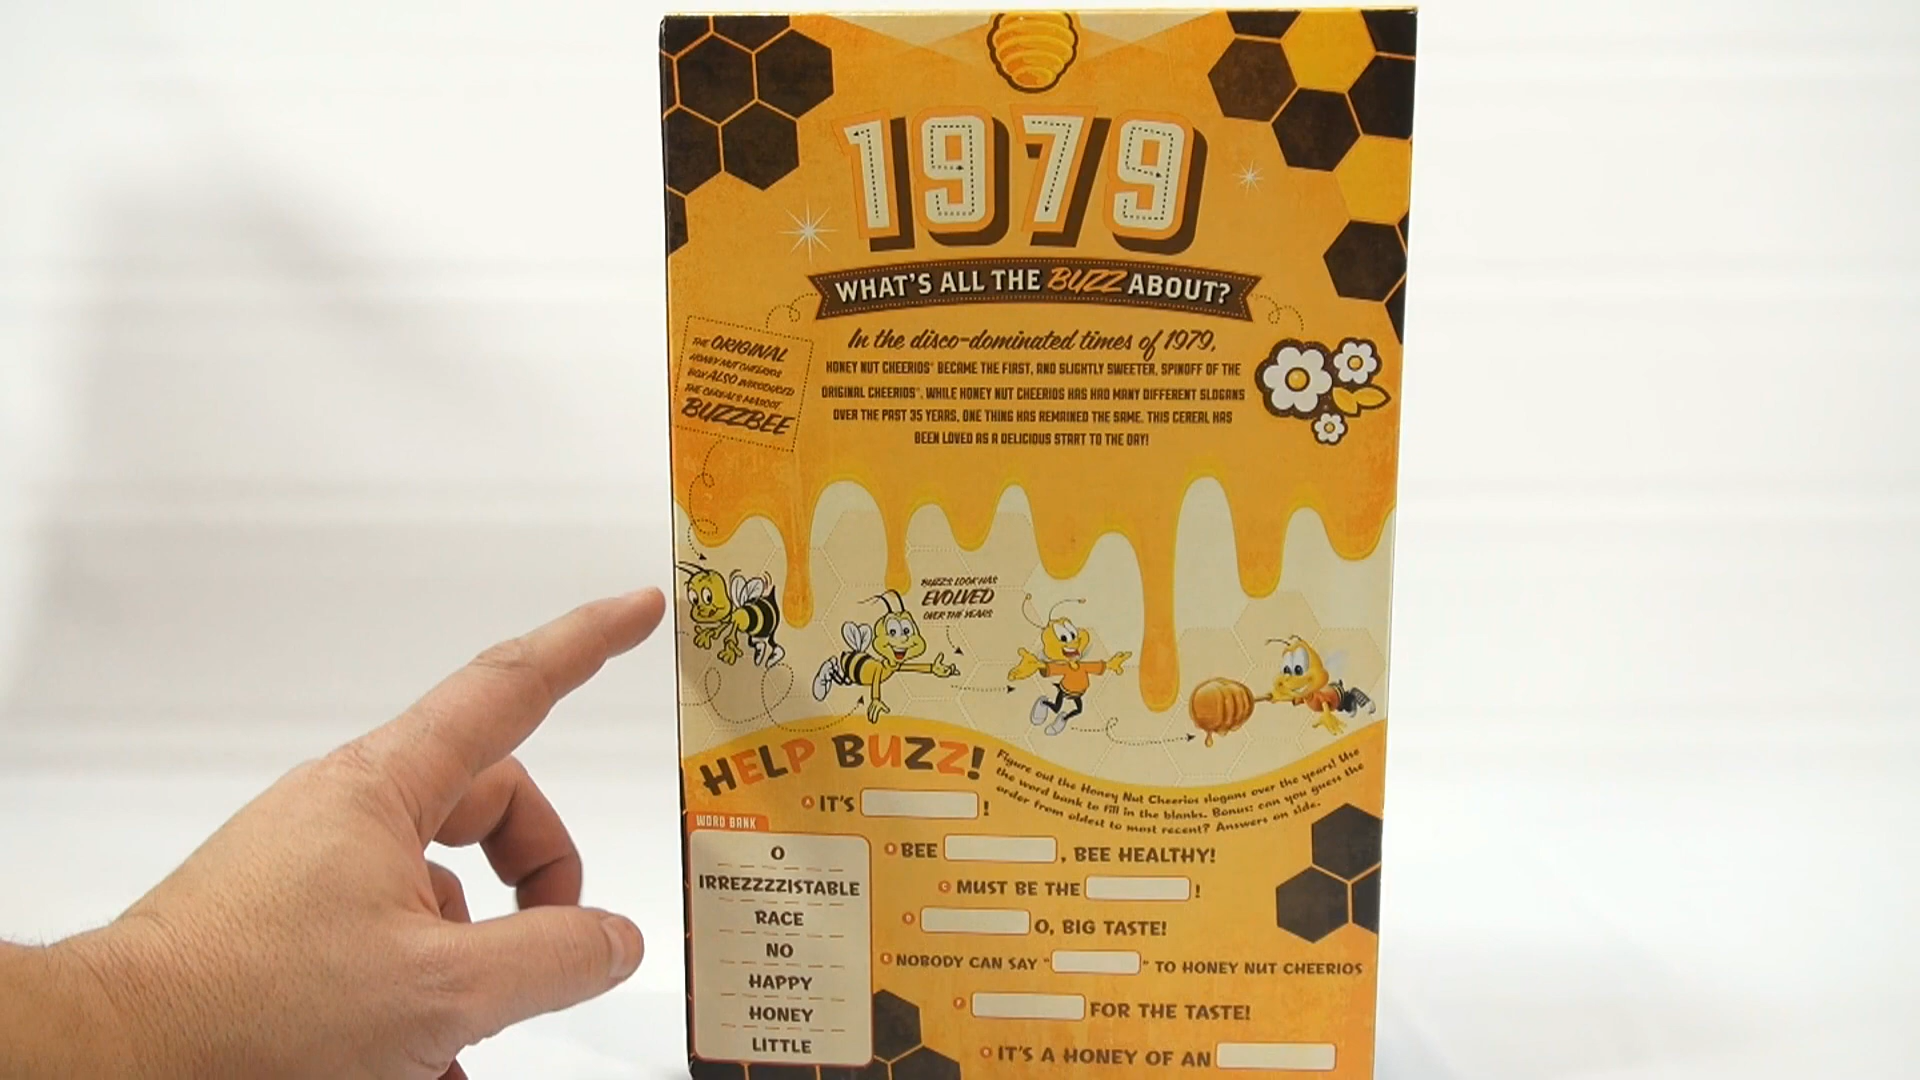 1979
WHAT'S ALL THE BUZZ ABOUT?
In the disco-dominated times of 1979,
HONEY NUT CHEERIOS® BECAME THE FIRST, AND SLIGHTLY SWEETER, SPINOFF OF THE
ORIGINAL CHEERIOS®. WHILE HONEY NUT CHEERIOS HAS HAD MANY DIFFERENT SLOGANS
OVER THE PAST 35 YEARS, ONE THING HAS REMAINED THE SAME. THIS CEREAL HAS
BEEN LOVED AS A DELICIOUS START TO THE DAY!
THE ORIGINAL
HONEY NUT CHEERIOS
BOX ALSO INTRODUCED
THE CEREAL'S MASCOT
BUZZBEE
BUZZ'S LOOK HAS
EVOLVED
OVER THE YEARS
HELP BUZZ!
Figure out the Honey Nut Cheerios slogans over the years! Use
the word bank to fill in the blanks. Bonus: can you guess the
order from oldest to most recent? Answers on side.
WORD BANK
O
IRREZZZZISTABLE
RACE
NO
HAPPY
HONEY
LITTLE
A IT'S !
BEE , BEE HEALTHY!
C MUST BE THE !
O, BIG TASTE!
E NOBODY CAN SAY " " TO HONEY NUT CHEERIOS
F FOR THE TASTE!
IT'S A HONEY OF AN